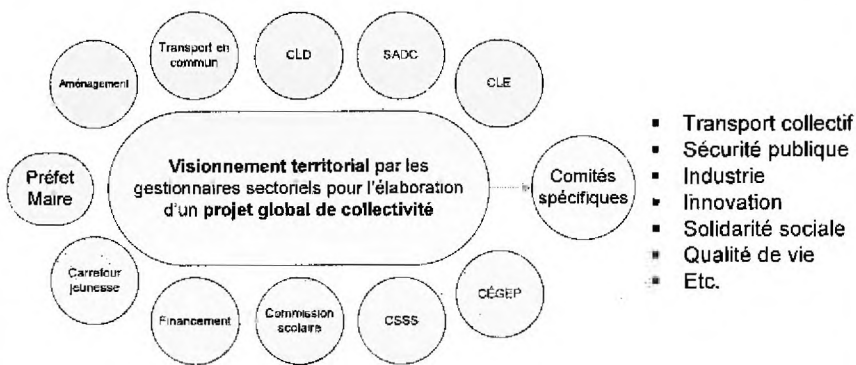 Transport en
commun
CLD
SADC
Aménagement
CLE
Préfet
Maire
Visionnement territorial par les
gestionnaires sectoriels pour l'élaboration
d'un projet global de collectivité
Comités
spécifiques
Transport collectif
Sécurité publique
Industrie
Innovation
Solidarité sociale
Qualité de vie
Etc.
Carrefour
jeunesse
Financement
Commission
scolaire
CSSS
CÉGEP